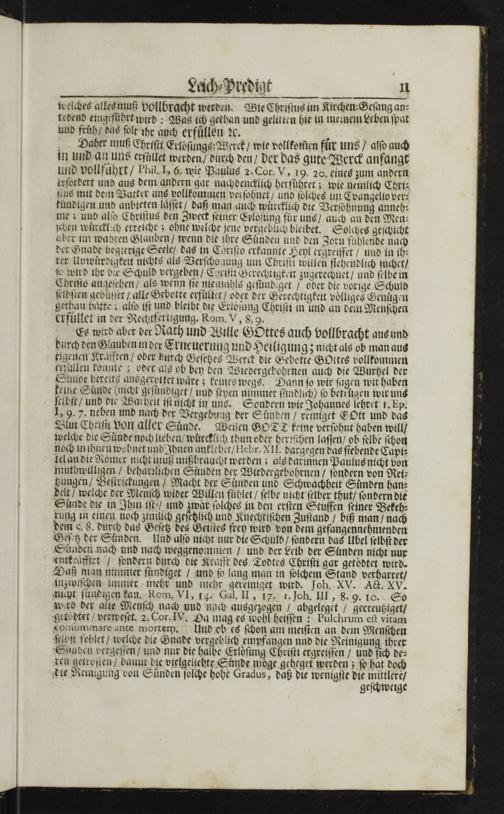 Leich-Predigt 11
welches alles muß vollbracht werden. Wie Christus im Kirchen-Gesang an-
redend eingeführt wird: Was ich gethan und gelitten hie in meinem Leben spat
und früh/ das solt ihr auch erfüllen ꝛc.
Daher muß Christi Erlösungs-Werck/ wie vollkom̃en für uns/ also auch
in und an uns erfüllet werden/ durch den/ der das gute Werck anfangt
und vollführt/ Phil. I, 6. wie Paulus 2. Cor. V, 19. 20. eines zum andern
erfordert und aus dem andern gar nachdencklich herführet; wie nemlich Chri-
stus mit dem Vatter uns vollkommen versöhnet/ und solches im Evangelio ver-
kündigen und anbieten lässet/ daß man auch würcklich die Versöhnung anneh-
me; und also Christus den Zweck seiner Erlösung für uns/ auch an den Men-
schen würcklich erreiche; ohne welche jene vergeblich bleibet. Solches geschicht
aber im wahren Glauben/ wenn die ihre Sünden und den Zorn fühlende nach
der Gnade begierige Seele/ das in Christo erkannte Heyl ergreiffet/ und in ih-
rer Unwürdigkeit nichts als Verschonung um Christi willen flehendlich suchet/
so wird ihr die Schuld vergeben/ Christi Gerechtigkeit zugerechnet/ und selbe in
Christo angesehen/ als wenn sie niemahls gesündiget/ oder die vorige Schuld
selbsten gebüsset/ alle Gebotte erfüllet/ oder der Gerechtigkeit völliges Genügen
gethan hätte; also ist und bleibt die Erlösung Christi in und an dem Menschen
erfüllet in der Rechtfertigung. Rom. V, 8. 9.
Es wird aber der Rath und Wille GOttes auch vollbracht aus und
durch den Glauben in der Erneuerung und Heiligung; nicht als ob man aus
eigenen Kräfften/ oder durch Gesetzes Werck die Gebotte GOttes vollkommen
erfüllen könnte; oder als ob bey den Wiedergebohrnen auch die Wurtzel der
Sünde bereits ausgerottet wäre; keines wegs. Dann so wir sagen wir haben
keine Sünde (nicht gesündiget/ und seyen nimmer sündlich) so betrügen wir uns
selbst/ und die Warheit ist nicht in uns. Sondern wie Johannes lehret 1. Ep.
I, 9. 7. neben und nach der Vergebung der Sünden/ reiniget GOtt und das
Blut Christi von aller Sünde. Weilen GOTT keine versöhnt haben will/
welche die Sünde noch lieben/ würcklich thun oder herrschen lassen/ ob selbe schon
noch in ihnen wohnet und Ihnen anklebet/ Hebr. XII. dargegen das siebende Capi-
tel an die Römer nicht muß mißbraucht werden; als darinnen Paulus nicht von
muthwilligen/ beharrlichen Sünden der Wiedergebohrnen/ sondern von Rei-
tzungen/ Bestrickungen/ Macht der Sünden und Schwachheit Sünden han-
delt/ welche der Mensch wider Willen fühlet/ selbe nicht selber thut/ sondern die
Sünde die in Ihm ist/ und zwar solches in den ersten Stuffen seiner Bekeh-
rung in einen noch zimlich gesetzlich und Knechtischen Zustand/ biß man/ nach
dem c. 8. durch das Gesetz des Geistes frey wird von dem gefangennehmenden
Gesetz der Sünden. Und also nicht nur die Schuld/ sondern das Ubel selbst der
Sünden nach und nach weggenommen/ und der Leib der Sünden nicht nur
entkräfftet/ sondern durch die Krafft des Todtes Christi gar getödtet wird.
Daß man nimmer sündiget/ und so lang man in solchem Stand verharret/
inzwischen immer mehr und mehr gereiniget wird. Joh. XV. Act. XV.
nicht sündigen kan. Rom. VI, 14. Gal. II, 17. 1. Joh. III, 8. 9. 10. So
wird der alte Mensch nach und nach ausgezogen/ abgeleget/ gecreutziget/
getödtet/ verweset. 2. Cor. IV. Da mag es wohl heissen: Pulchrum est vitam
consummare ante mortem. Und ob es schon am meisten an dem Menschen
selbst fehlet/ welche die Gnade vergeblich empfangen und die Reinigung ihrer
Sünden vergessen/ und nur die halbe Erlösung Christi ergreiffen/ und sich de-
ren getrösten/ damit die vielgeliebte Sünde möge geheget werden; so hat doch
die Reinigung von Sünden solche hohe Gradus, daß die wenigste die mittlere/
geschweige